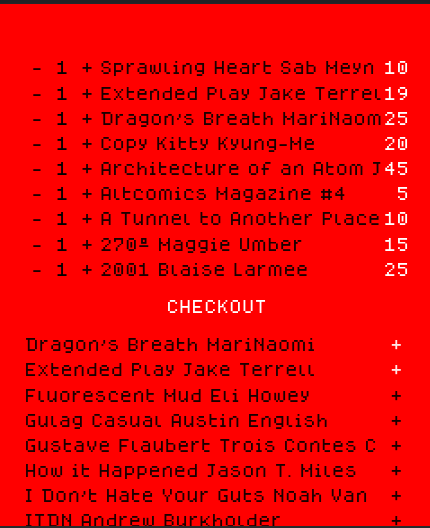 - 1 + Sprawling Heart Sab Meyn 10
- 1 + Extended Play Jake Terrel 19
- 1 + Dragon's Breath MariNaom 25
- 1 + Copy Kitty Kyung-Me 20
- 1 + Architecture of an Atom J 45
- 1 + Altcomics Magazine #4 5
- 1 + A Tunnel to Another Place 10
- 1 + 270º Maggie Umber 15
- 1 + 2001 Blaise Larmee 25
CHECKOUT
Dragon's Breath MariNaomi +
Extended Play Jake Terrell +
Fluorescent Mud Eli Howey +
Gulag Casual Austin English +
Gustave Flaubert Trois Contes C +
How it Happened Jason T. Miles +
I Don't Hate Your Guts Noah Van +
ITDN Andrew Burkholder +